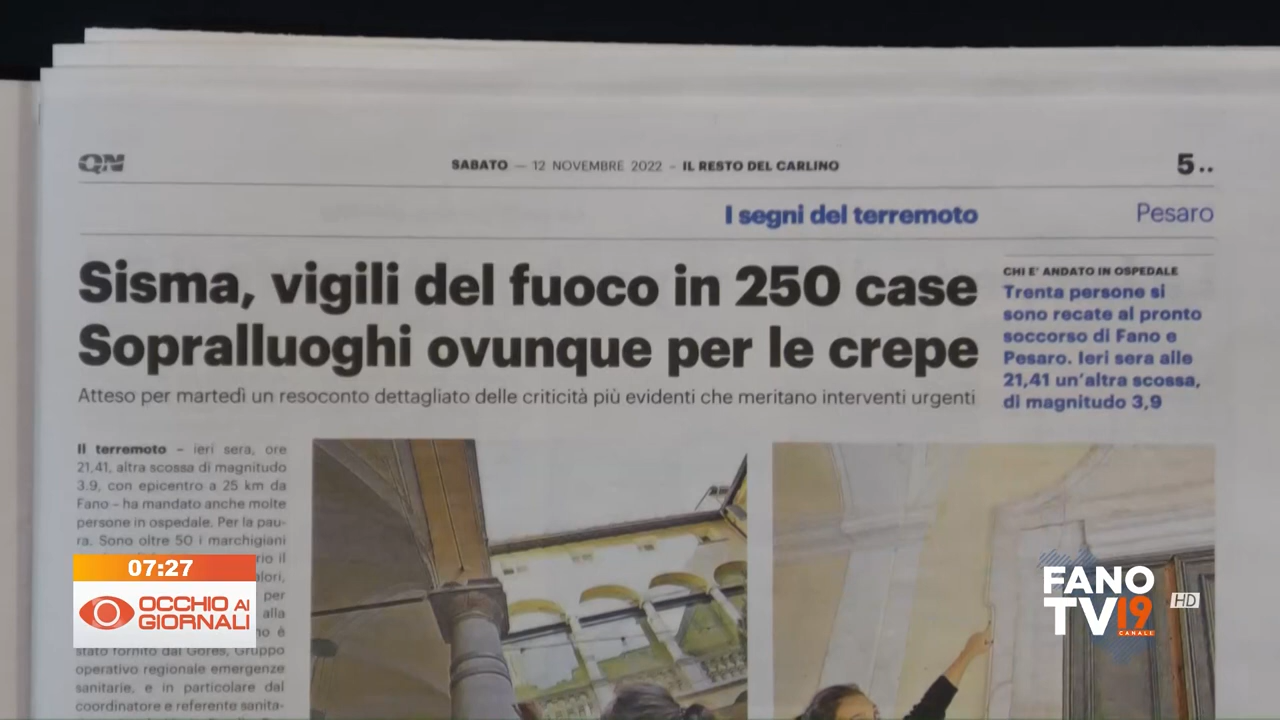 QN
SABATO — 12 NOVEMBRE 2022 – IL RESTO DEL CARLINO
5..
I segni del terremoto
Pesaro
Sisma, vigili del fuoco in 250 case
Sopralluoghi ovunque per le crepe
Atteso per martedì un resoconto dettagliato delle criticità più evidenti che meritano interventi urgenti
CHI E' ANDATO IN OSPEDALE
Trenta persone si
sono recate al pronto
soccorso di Fano e
Pesaro. Ieri sera alle
21,41 un'altra scossa,
di magnitudo 3,9
Il terremoto – ieri sera, ore
21,41, altra scossa di magnitudo
3.9, con epicentro a 25 km da
Fano – ha mandato anche molte
persone in ospedale. Per la pau-
ra. Sono oltre 50 i marchigiani
rio il
alori,
per
alla
no è
stato fornito dal Gores, Gruppo
operativo regionale emergenze
sanitarie, e in particolare dal
coordinatore e referente sanita-
07:27
OCCHIO AI
GIORNALI
FANO
TV19
CANALE
HD